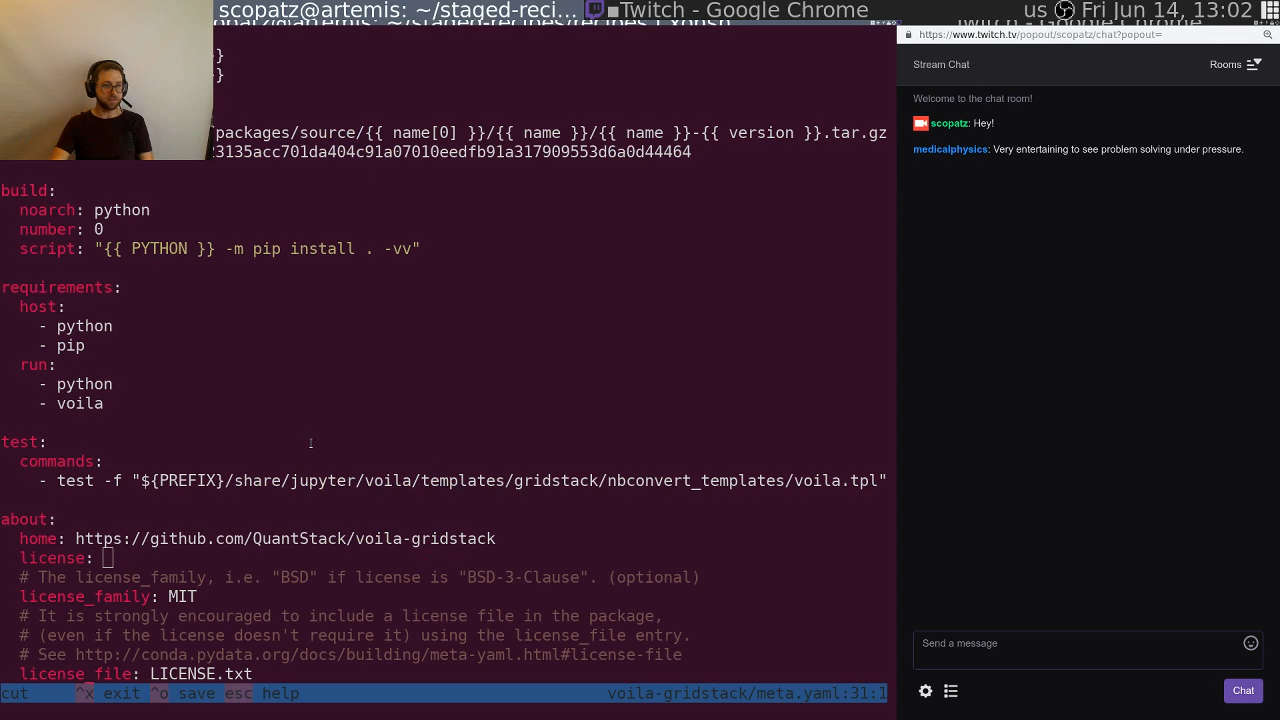 scopatz@artemis: ~/staged-reci...
Twitch - Google Chrome
us
Fri Jun 14, 13:02
}}
}}
packages/source/{{ name[0] }}/{{ name }}/{{ name }}-{{ version }}.tar.gz
3135acc701da404c91a07010eedfb91a317909553d6a0d44464
build:
noarch: python
number: 0
script: "{{ PYTHON }} -m pip install . -vv"
requirements:
host:
- python
- pip
run:
- python
- voila
test:
commands:
- test -f "${PREFIX}/share/jupyter/voila/templates/gridstack/nbconvert_templates/voila.tpl"
about:
home: https://github.com/QuantStack/voila-gridstack
license:
# The license_family, i.e. "BSD" if license is "BSD-3-Clause". (optional)
license_family: MIT
# It is strongly encouraged to include a license file in the package,
# (even if the license doesn't require it) using the license_file entry.
# See http://conda.pydata.org/docs/building/meta-yaml.html#license-file
license_file: LICENSE.txt
cut ^x exit ^o save esc help voila-gridstack/meta.yaml:31:1
https://www.twitch.tv/popout/scopatz/chat?popout=
Stream Chat
Rooms
Welcome to the chat room!
scopatz: Hey!
medicalphysics: Very entertaining to see problem solving under pressure.
Send a message
Chat